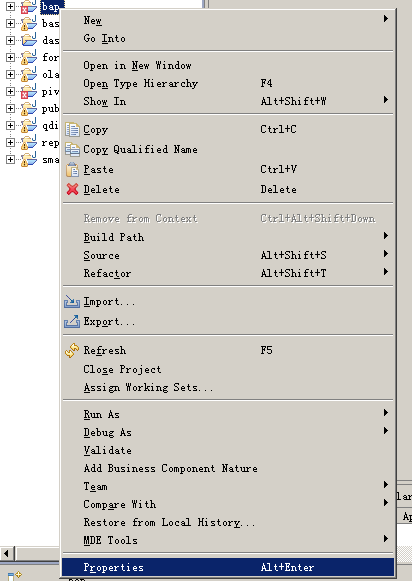 bap
bas
das
for
ola
piv
pub
qdi
rep
sma
New
Go Into
Open in New Window
Open Type Hierarchy F4
Show In Alt+Shift+W
Copy Ctrl+C
Copy Qualified Name
Paste Ctrl+V
Delete Delete
Remove from Context Ctrl+Alt+Shift+Down
Build Path
Source Alt+Shift+S
Refactor Alt+Shift+T
Import...
Export...
Refresh F5
Close Project
Assign Working Sets...
Run As
Debug As
Validate
Add Business Component Nature
Team
Compare With
Restore from Local History...
MDE Tools
Properties Alt+Enter
lar
Ap